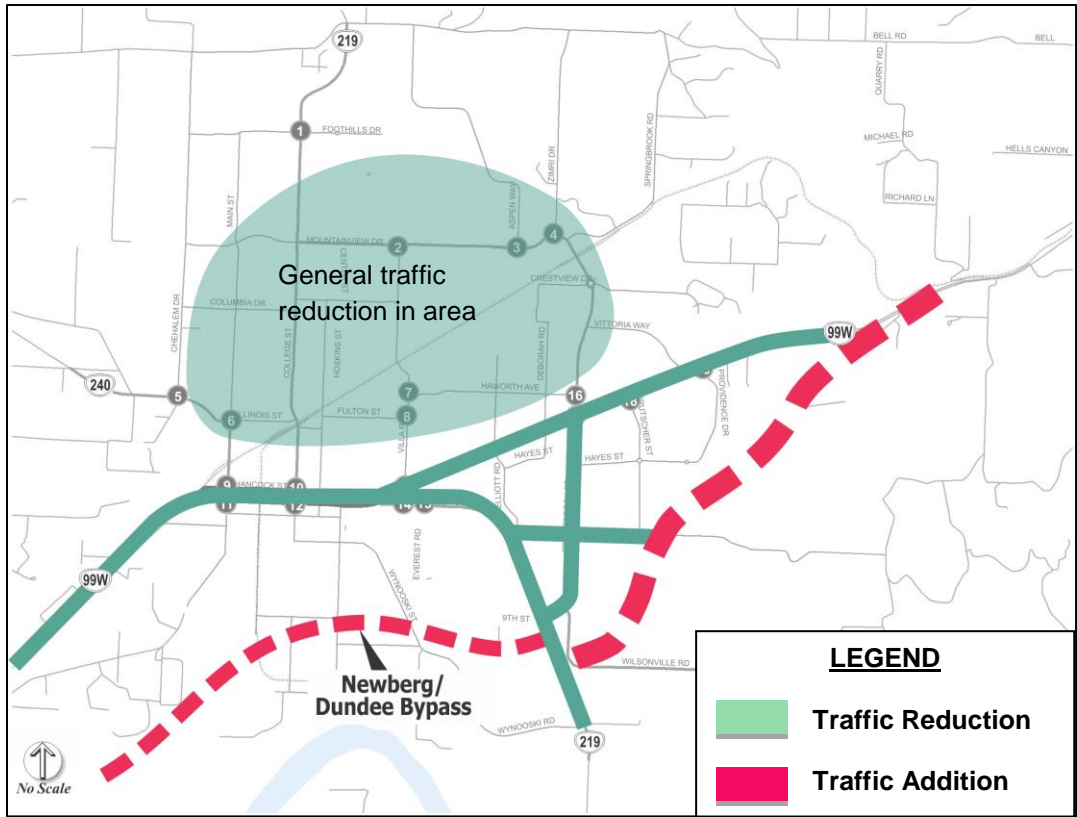 219
BELL RD
BELL
QUARRY RD
1
FOOTHILLS DR
MICHAEL RD
HELLS CANYON
SPRINGBROOK RD
ZIMRI DR
RICHARD LN
MAIN ST
ASPEN WAY
MOUNTAINVIEW DR
2
3
4
General traffic
reduction in area
CRESTVIEW DR
COLUMBIA DR
CHEHALEM DR
COLLEGE ST
HOSKINS ST
DEBORAH RD
VITTORIA WAY
99W
240
5
7
HAWORTH AVE
16
PROVIDENCE DR
6
ILLINOIS ST
FULTON ST
8
HAYES ST
HAYES ST
ELLIOTT RD
9
HANCOCK ST
10
11
12
14
EVEREST RD
99W
WYNOOSKI ST
9TH ST
WILSONVILLE RD
Newberg/
Dundee Bypass
WYNOOSKI RD
219
No Scale
LEGEND
Traffic Reduction
Traffic Addition